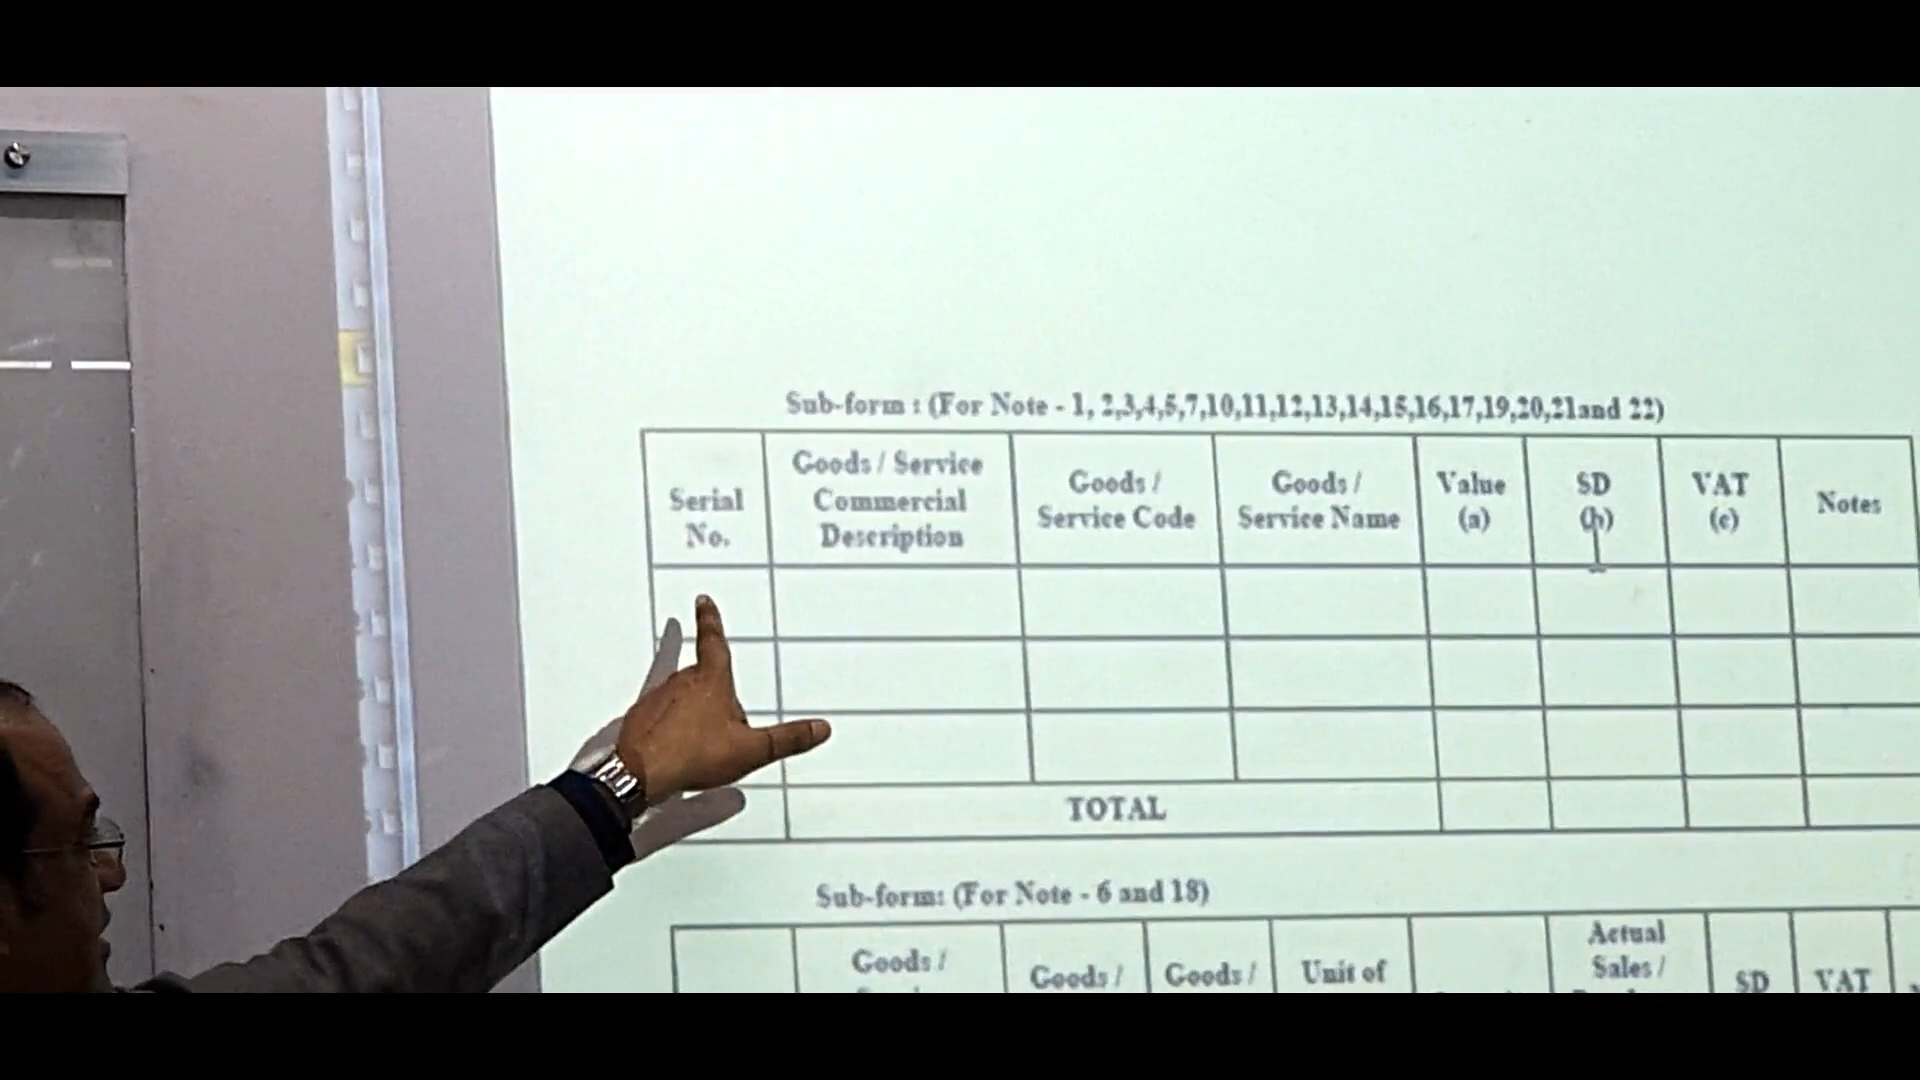 Sub-form : (For Note - 1, 2,3,4,5,7,10,11,12,13,14,15,16,17,19,20,21and 22)
Serial No.
Goods / Service Commercial Description
Goods / Service Code
Goods / Service Name
Value (a)
SD (b)
VAT (c)
Notes
TOTAL
Sub-form: (For Note - 6 and 18)
Goods /
Goods /
Goods /
Unit of
Actual Sales /
SD
VAT